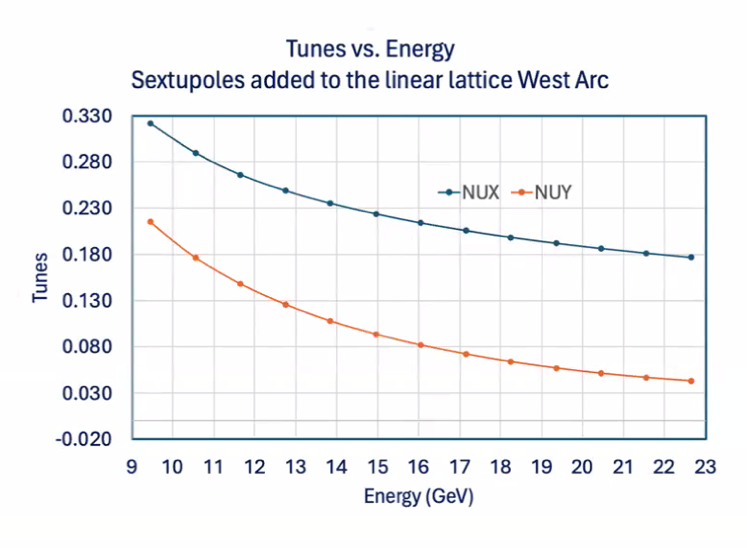 Tunes vs. Energy
Sextupoles added to the linear lattice West Arc
0.330
0.280
0.230
0.180
0.130
0.080
0.030
-0.020
Tunes
NUX NUY
9 10 11 12 13 14 15 16 17 18 19 20 21 22 23
Energy (GeV)